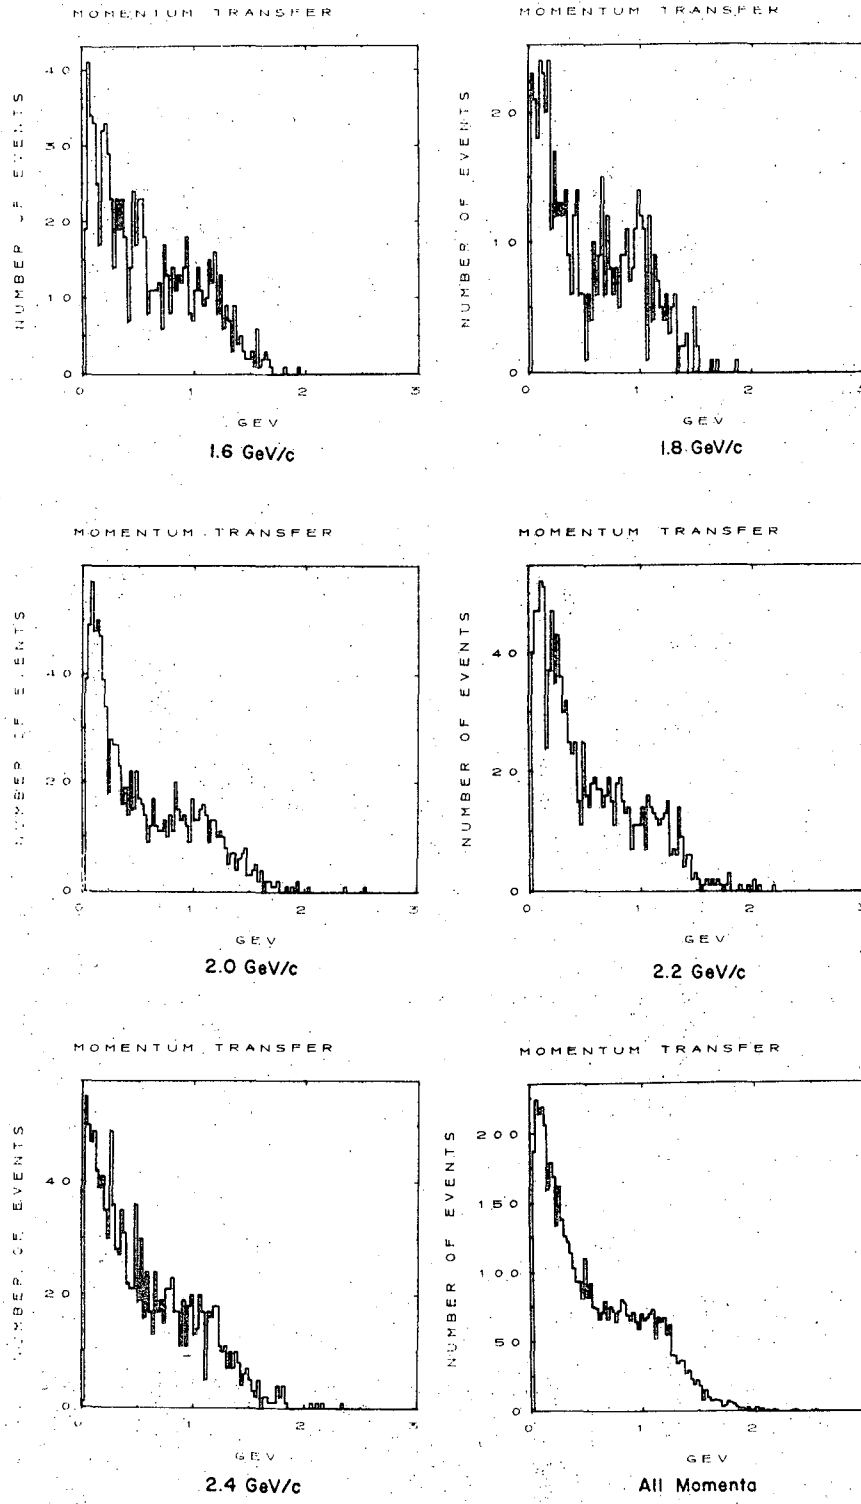 MOMENTUM TRANSFER
NUMBER OF EVENTS
40
30
20
10
0
0 1 2 3
GEV
1.6 GeV/c
MOMENTUM TRANSFER
NUMBER OF EVENTS
20
10
0
0 1 2 3
GEV
1.8 GeV/c
MOMENTUM TRANSFER
NUMBER OF EVENTS
40
20
0
0 1 2 3
GEV
2.0 GeV/c
MOMENTUM TRANSFER
NUMBER OF EVENTS
40
20
0
0 1 2 3
GEV
2.2 GeV/c
MOMENTUM TRANSFER
NUMBER OF EVENTS
40
20
0
0 1 2 3
GEV
2.4 GeV/c
MOMENTUM TRANSFER
NUMBER OF EVENTS
200
150
100
50
0
0 1 2
GEV
All Momenta